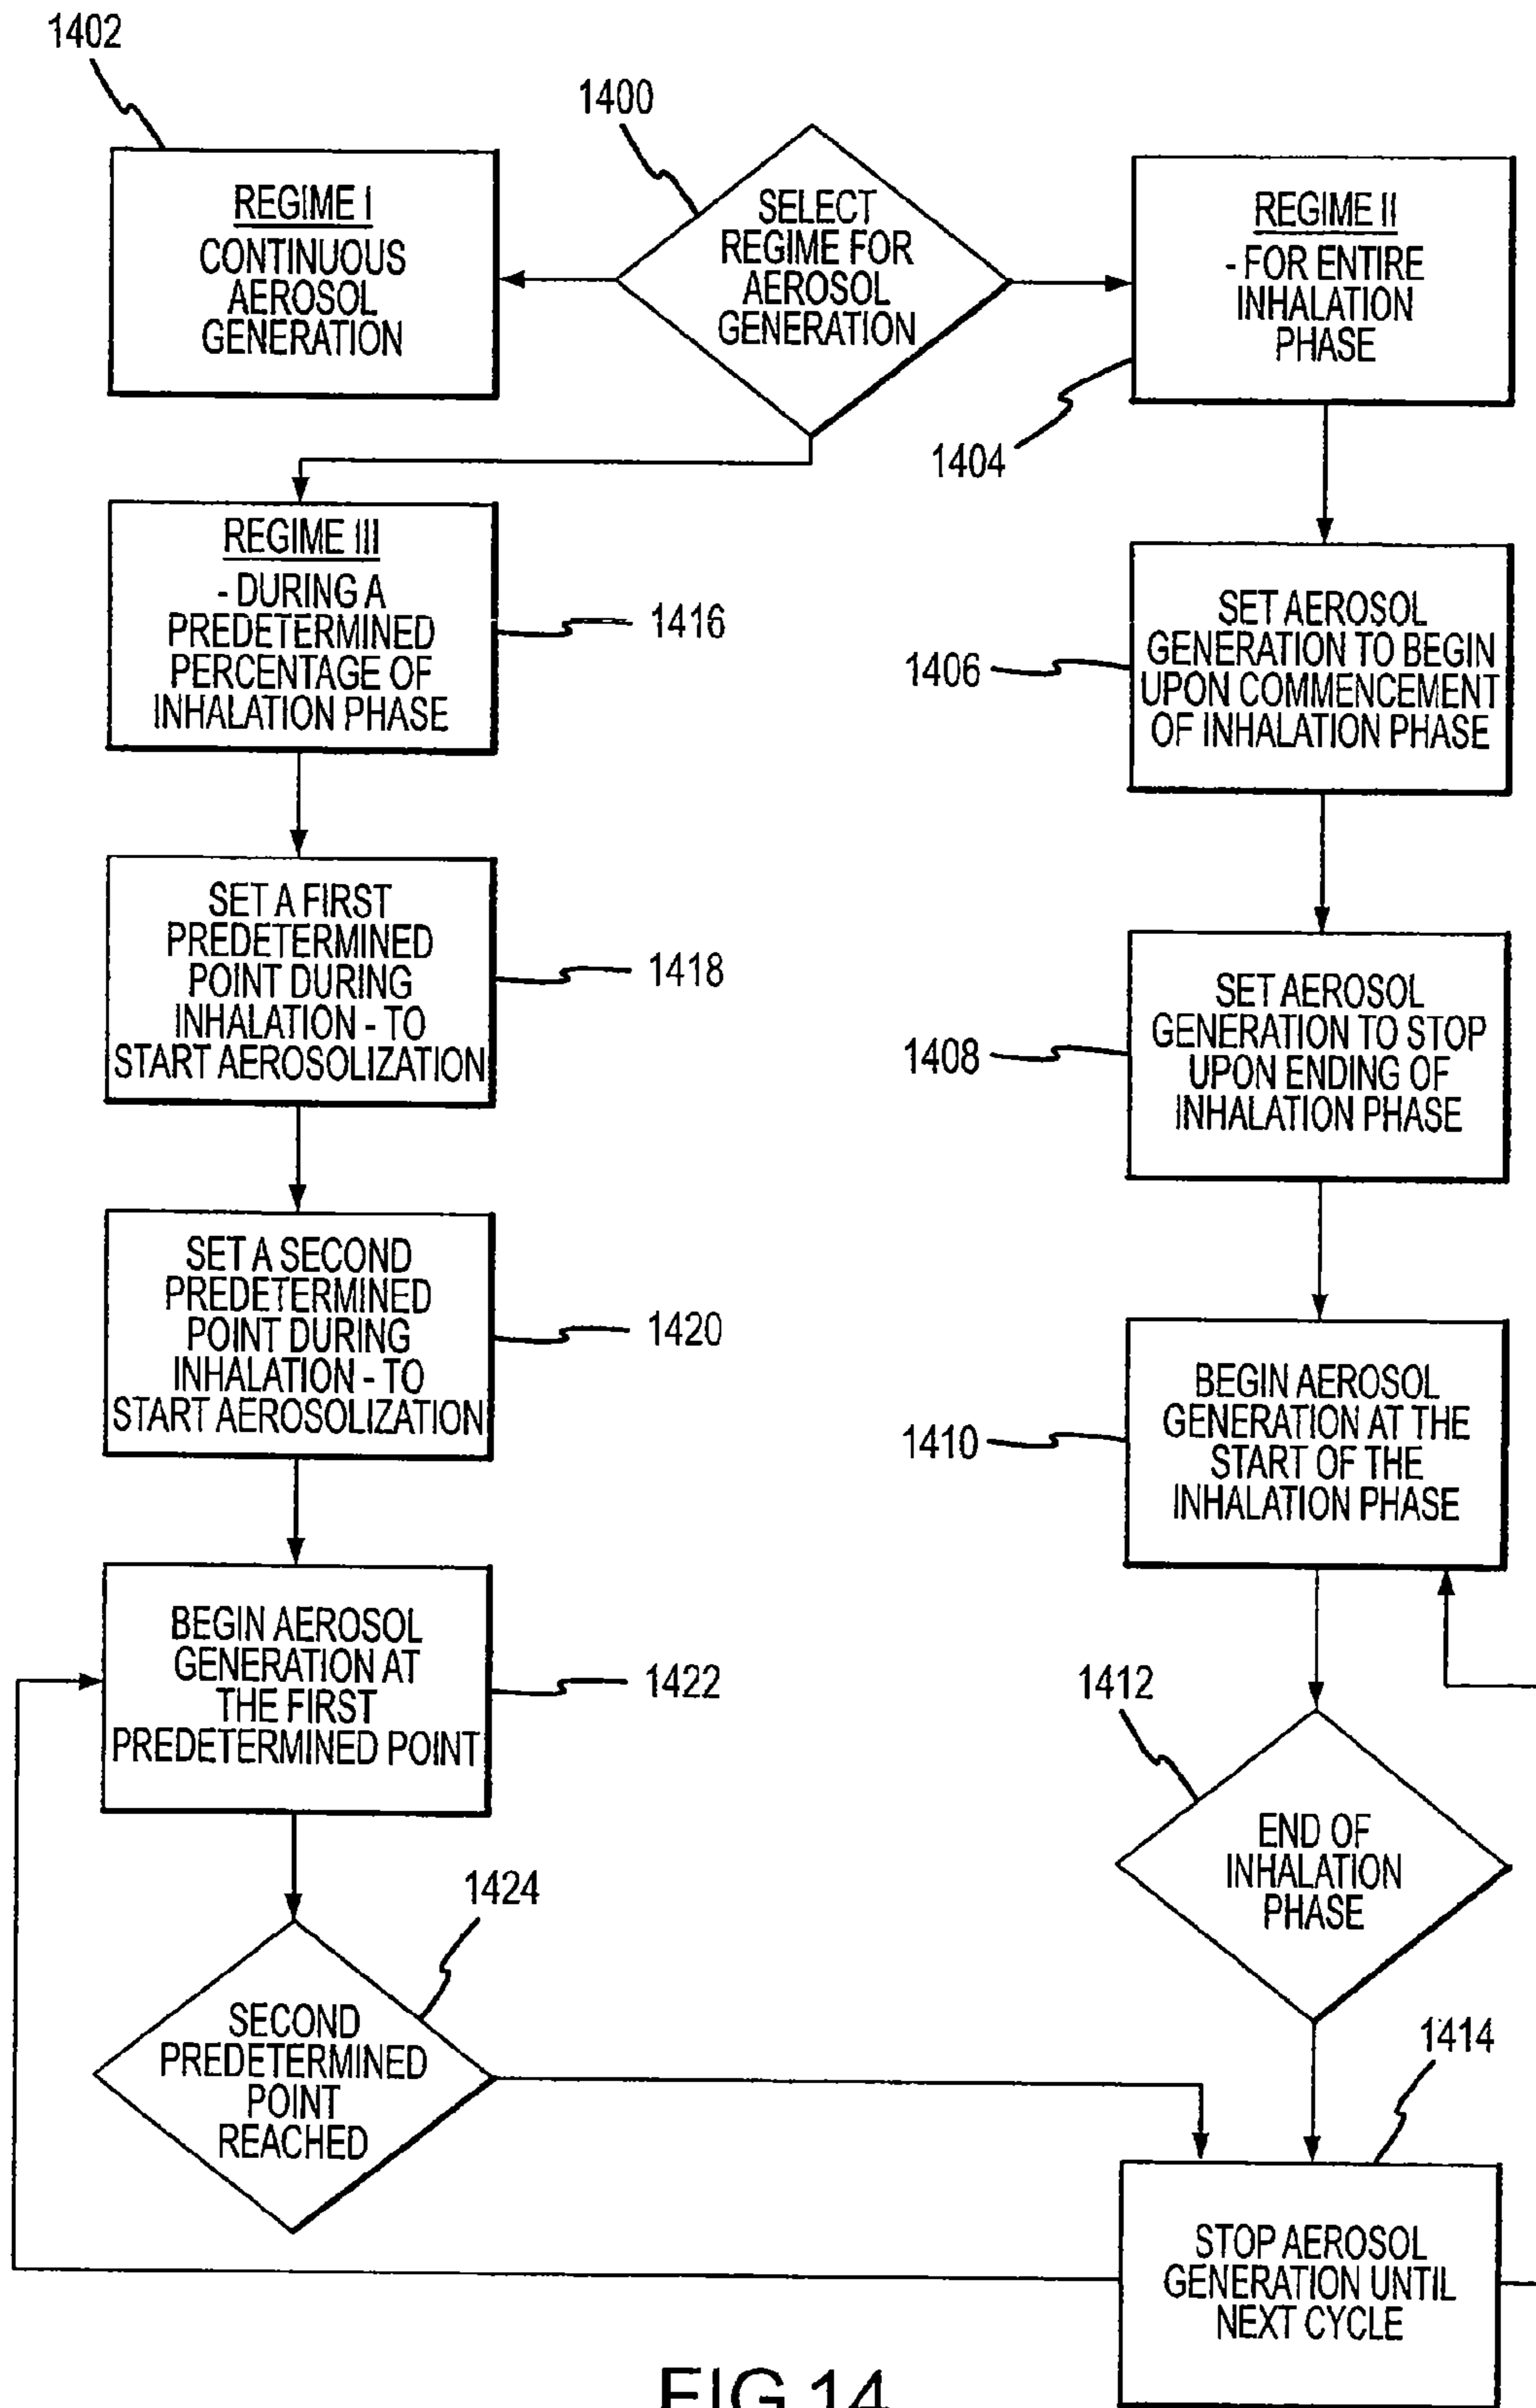 1402
1400
REGIME I
CONTINUOUS
AEROSOL
GENERATION
SELECT
REGIME FOR
AEROSOL
GENERATION
REGIME II
- FOR ENTIRE
INHALATION
PHASE
1404
REGIME III
- DURING A
PREDETERMINED
PERCENTAGE OF
INHALATION PHASE
1416
1406
SET AEROSOL
GENERATION TO BEGIN
UPON COMMENCEMENT
OF INHALATION PHASE
SET A FIRST
PREDETERMINED
POINT DURING
INHALATION - TO
START AEROSOLIZATION
1418
1408
SET AEROSOL
GENERATION TO STOP
UPON ENDING OF
INHALATION PHASE
SET A SECOND
PREDETERMINED
POINT DURING
INHALATION - TO
START AEROSOLIZATION
1420
1410
BEGIN AEROSOL
GENERATION AT THE
START OF THE
INHALATION PHASE
BEGIN AEROSOL
GENERATION AT
THE FIRST
PREDETERMINED POINT
1422
1412
END OF
INHALATION
PHASE
1424
SECOND
PREDETERMINED
POINT
REACHED
1414
STOP AEROSOL
GENERATION UNTIL
NEXT CYCLE
FIG.14